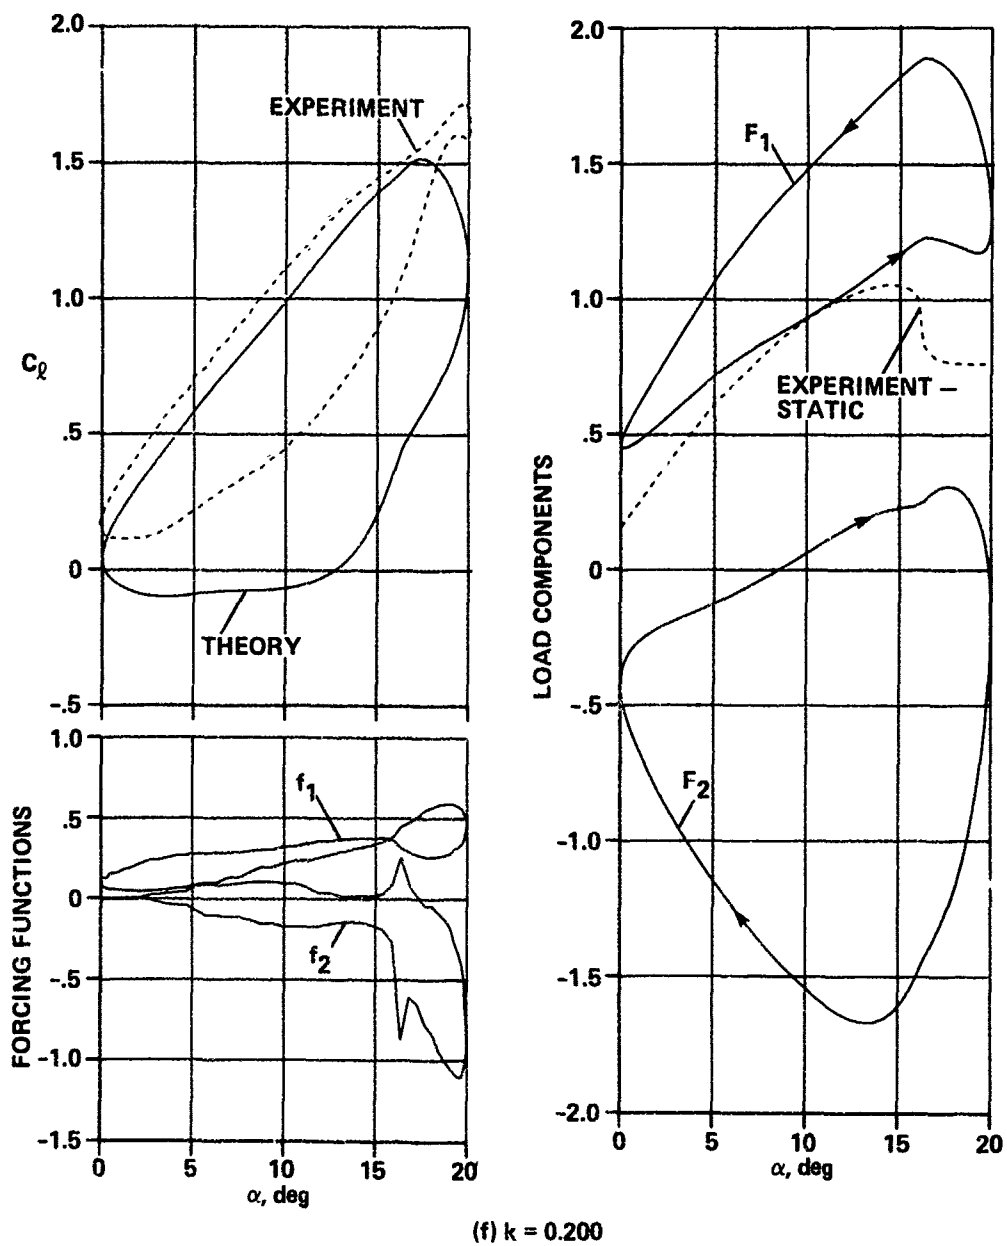 2.0
EXPERIMENT
1.5
1.0
Cℓ
.5
0
THEORY
-.5
1.0
f1
.5
0
f2
-.5
-1.0
-1.5
FORCING FUNCTIONS
0 5 10 15 20
α, deg
2.0
F1
1.5
1.0
EXPERIMENT –
STATIC
.5
0
-.5
F2
-1.0
-1.5
-2.0
LOAD COMPONENTS
0 5 10 15 20
α, deg
(f) k = 0.200